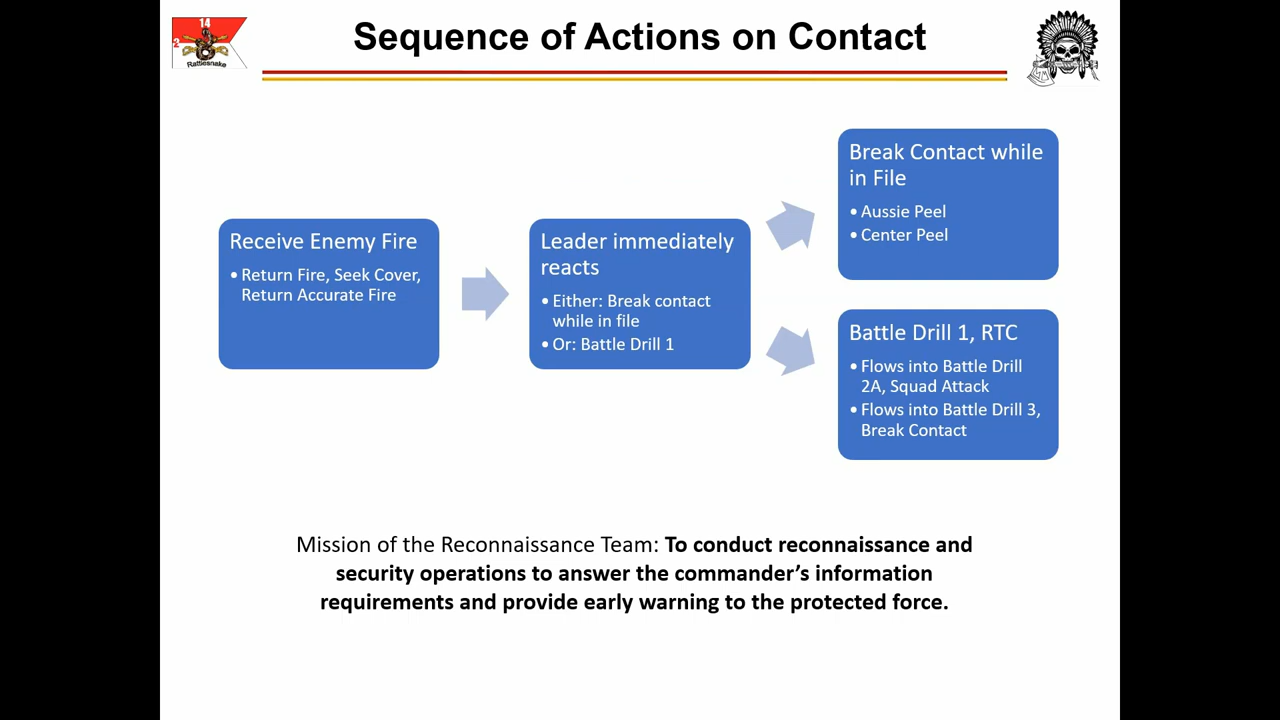 14
2
Rattlesnake
Sequence of Actions on Contact
Receive Enemy Fire
• Return Fire, Seek Cover,
Return Accurate Fire
Leader immediately
reacts
• Either: Break contact
while in file
• Or: Battle Drill 1
Break Contact while
in File
• Aussie Peel
• Center Peel
Battle Drill 1, RTC
• Flows into Battle Drill
2A, Squad Attack
• Flows into Battle Drill 3,
Break Contact
Mission of the Reconnaissance Team: To conduct reconnaissance and
security operations to answer the commander’s information
requirements and provide early warning to the protected force.